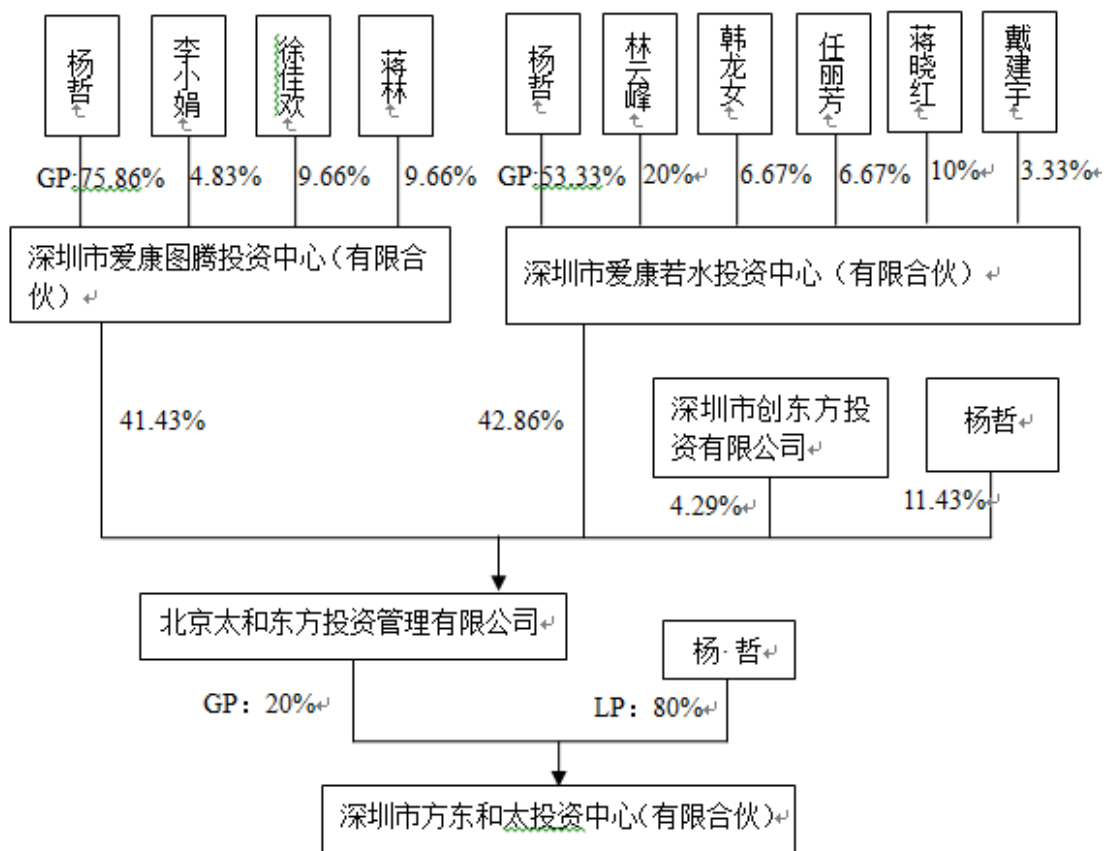 杨哲
李小娟
徐佳欢
蒋林
杨哲
林云峰
韩龙女
任丽芳
蒋晓红
戴建宇
GP:75.86%
4.83%
9.66%
9.66%
GP:53.33%
20%
6.67%
6.67%
10%
3.33%
深圳市爱康图腾投资中心（有限合
伙）
深圳市爱康若水投资中心（有限合伙）
41.43%
42.86%
深圳市创东方投
资有限公司
杨哲
4.29%
11.43%
北京太和东方投资管理有限公司
杨·哲
GP：20%
LP：80%
深圳市方东和太投资中心（有限合伙）